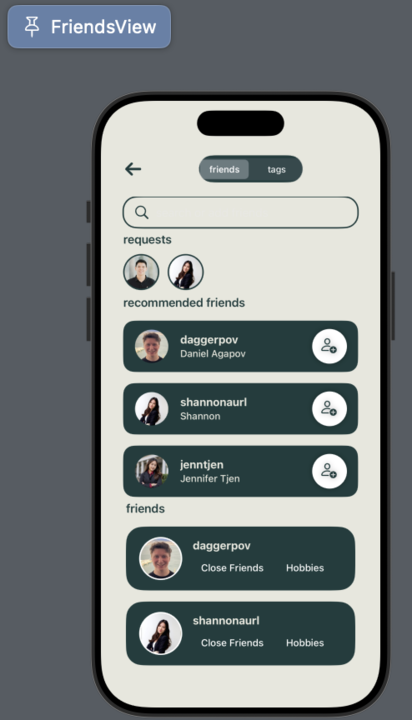 FriendsView
friends tags
requests
recommended friends
daggerpov
Daniel Agapov
shannonaurl
Shannon
jenntjen
Jennifer Tjen
friends
daggerpov
Close Friends Hobbies
shannonaurl
Close Friends Hobbies